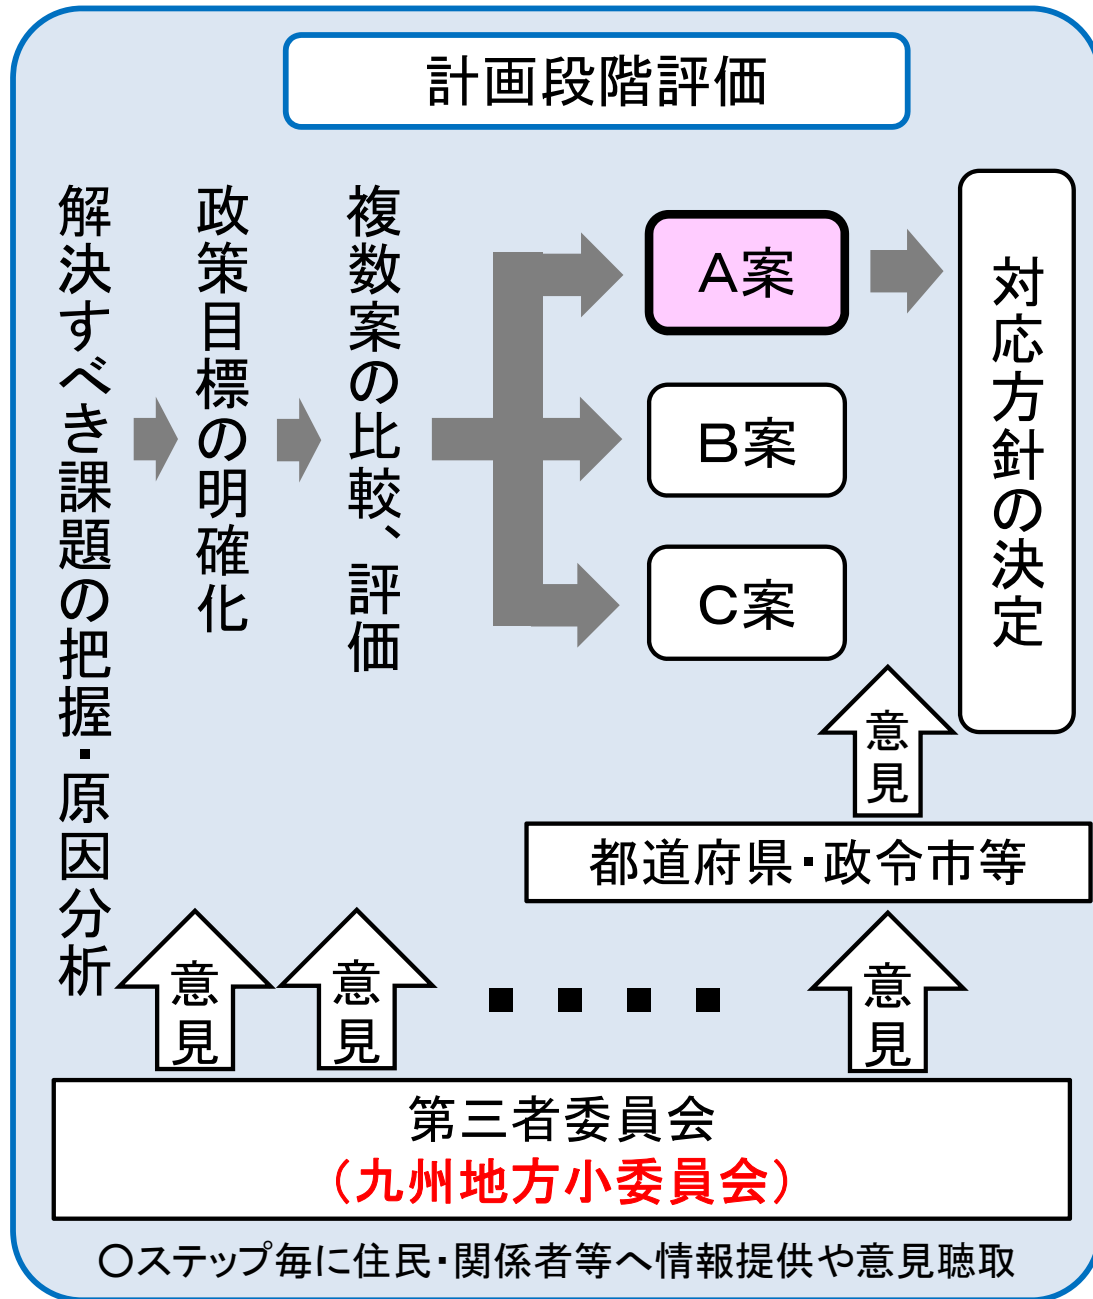 計画段階評価
解決すべき課題の把握・原因分析
政策目標の明確化
複数案の比較、評価
A案
B案
C案
対応方針の決定
意見
都道府県・政令市等
意見
意見
・・・・
意見
第三者委員会
（九州地方小委員会）
○ステップ毎に住民・関係者等へ情報提供や意見聴取